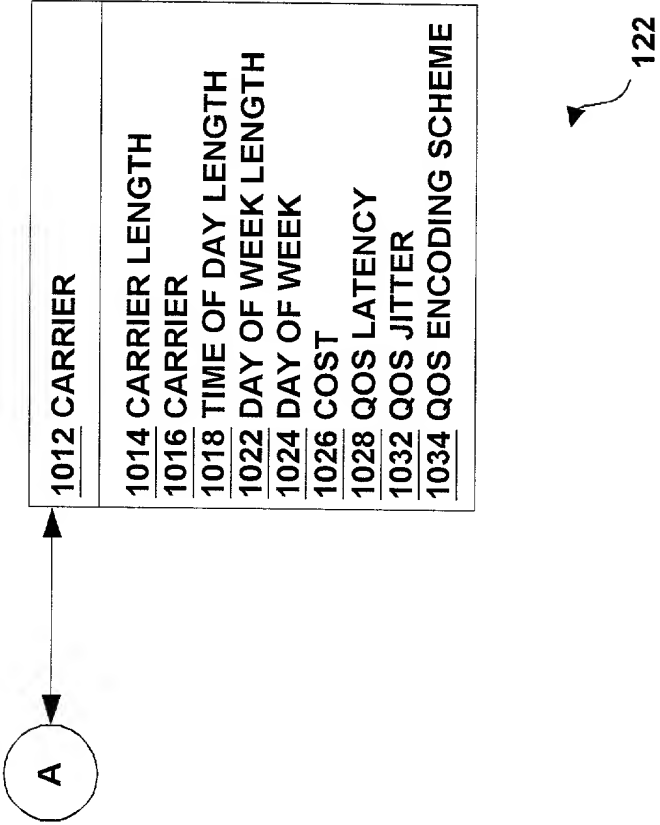 A
1012 CARRIER
1014 CARRIER LENGTH
1016 CARRIER
1018 TIME OF DAY LENGTH
1022 DAY OF WEEK LENGTH
1024 DAY OF WEEK
1026 COST
1028 QOS LATENCY
1032 QOS JITTER
1034 QOS ENCODING SCHEME
122